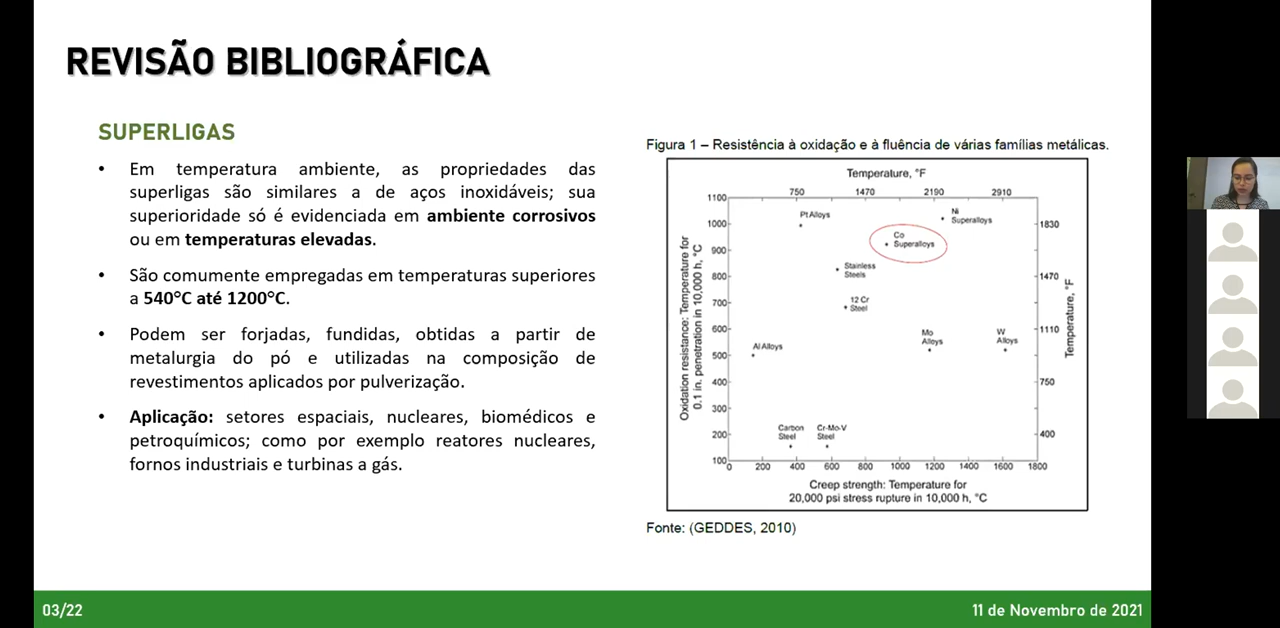 REVISÃO BIBLIOGRÁFICA
SUPERLIGAS
• Em temperatura ambiente, as propriedades das
superligas são similares a de aços inoxidáveis; sua
superioridade só é evidenciada em ambiente corrosivos
ou em temperaturas elevadas.
• São comumente empregadas em temperaturas superiores
a 540°C até 1200°C.
• Podem ser forjadas, fundidas, obtidas a partir de
metalurgia do pó e utilizadas na composição de
revestimentos aplicados por pulverização.
• Aplicação: setores espaciais, nucleares, biomédicos e
petroquímicos; como por exemplo reatores nucleares,
fornos industriais e turbinas a gás.
Figura 1 – Resistência à oxidação e à fluência de várias famílias metálicas.
Temperature, °F
750 1470 2190 2910
1100
1000
900
800
700
600
500
400
300
200
100
Oxidation resistance: Temperature for
0.1 in. penetration in 10,000 h, °C
Pt Alloys
Ni
Superalloys
Co
Superalloys
Stainless
Steels
12 Cr
Steel
Mo
Alloys
W
Alloys
Al Alloys
Carbon
Steel
Cr-Mo-V
Steel
1830
1470
1110
750
400
Temperature, °F
0 200 400 600 800 1000 1200 1400 1600 1800
Creep strength: Temperature for
20,000 psi stress rupture in 10,000 h, °C
Fonte: (GEDDES, 2010)
03/22
11 de Novembro de 2021